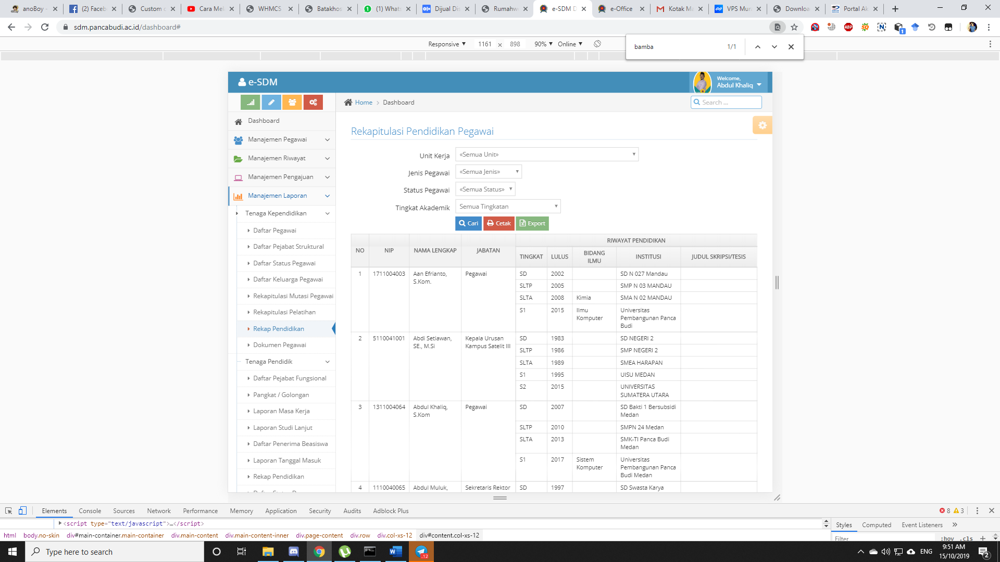 anoBoy -
(2) Faceb
Custom c
Cara Mel
WHMCS
Batakhos
(1) Whats
Dijual Dis
Rumahw
e-SDM D
e-Office
Kotak Ma
VPS Mur
Downloa
Portal Ak
sdm.pancabudi.ac.id/dashboard#
Responsive 1161 x 898 90% Online
bamba 1/1
e-SDM
Welcome,
Abdul Khaliq
Home > Dashboard
Search ...
Dashboard
Manajemen Pegawai
Manajemen Riwayat
Manajemen Pengajuan
Manajemen Laporan
Tenaga Kependidikan
Daftar Pegawai
Daftar Pejabat Struktural
Daftar Status Pegawai
Daftar Keluarga Pegawai
Rekapitulasi Mutasi Pegawai
Rekapitulasi Pelatihan
Rekap Pendidikan
Dokumen Pegawai
Tenaga Pendidik
Daftar Pejabat Fungsional
Pangkat / Golongan
Laporan Masa Kerja
Laporan Studi Lanjut
Daftar Penerima Beasiswa
Laporan Tanggal Masuk
Rekap Pendidikan
Rekapitulasi Pendidikan Pegawai
Unit Kerja «Semua Unit»
Jenis Pegawai «Semua Jenis»
Status Pegawai «Semua Status»
Tingkat Akademik Semua Tingkatan
Cari Cetak Export
RIWAYAT PENDIDIKAN
NO NIP NAMA LENGKAP JABATAN
TINGKAT LULUS BIDANG ILMU INSTITUSI JUDUL SKRIPSI/TESIS
1 1711004003 Aan Efrianto, S.Kom. Pegawai SD 2002 SD N 027 Mandau
SLTP 2005 SMP N 03 MANDAU
SLTA 2008 Kimia SMA N 02 MANDAU
S1 2015 Ilmu Komputer Universitas Pembangunan Panca Budi
2 5110041001 Abdi Setiawan, SE., M.Si Kepala Urusan Kampus Satelit III SD 1983 SD NEGERI 2
SLTP 1986 SMP NEGERI 2
SLTA 1989 SMEA HARAPAN
S1 1995 UISU MEDAN
S2 2015 UNIVERSITAS SUMATERA UTARA
3 1311004064 Abdul Khaliq, S.Kom Pegawai SD 2007 SD Bakti 1 Bersubsidi Medan
SLTP 2010 SMPN 24 Medan
SLTA 2013 SMK-TI Panca Budi Medan
S1 2017 Sistem Komputer Universitas Pembangunan Panca Budi Medan
4 1110040065 Abdul Muluk, Sekretaris Rektor SD 1997 SD Swasta Karya
Elements Console Sources Network Performance Memory Application Security Audits Adblock Plus 8 3
<script type="text/javascript">…</script>
Styles Computed Event Listeners »
html body.no-skin div#main-container.main-container div.main-content div.main-content-inner div.page-content div.row div.col-xs-12 div#content.col-xs-12
Filter :hov .cls +
Type here to search
12
ENG
9:51 AM
15/10/2019
2